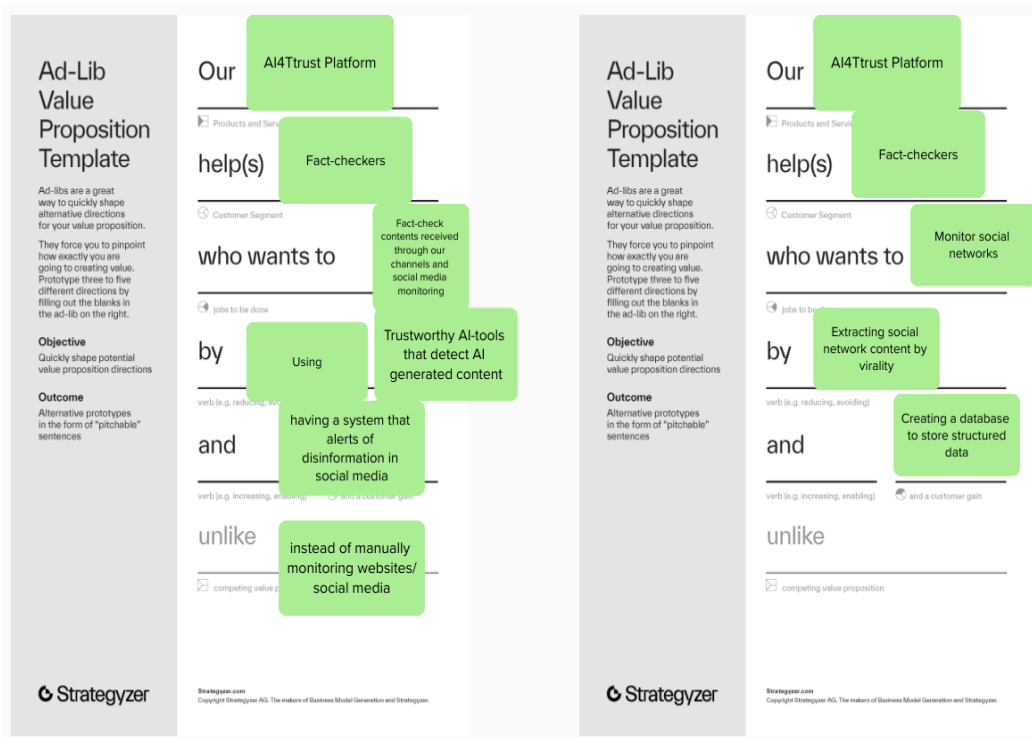 Ad-Lib
Value
Proposition
Template
Ad-libs are a great
way to quickly shape
alternative directions
for your value proposition.
They force you to pinpoint
how exactly you are
going to creating value.
Prototype three to five
different directions by
filling out the blanks in
the ad-lib on the right.
Objective
Quickly shape potential
value proposition directions
Outcome
Alternative prototypes
in the form of "pitchable"
sentences
Strategyzer
Our
AI4Ttrust Platform
Products and
help(s)
Fact-checkers
Customer Segment
who wants to
Fact-check
contents received
through our
channels and
social media
monitoring
jobs to be done
by
Using
Trustworthy AI-tools
that detect AI
generated content
verb (e.g. reducing,
and
having a system that
alerts of
disinformation in
social media
verb (e.g. increasing, enabling)
and a customer gain
unlike
instead of manually
monitoring websites/
social media
competing value
Strategyzer.com
Copyright Strategyzer AG. The makers of Business Model Generation and Strategyzer.
Ad-Lib
Value
Proposition
Template
Ad-libs are a great
way to quickly shape
alternative directions
for your value proposition.
They force you to pinpoint
how exactly you are
going to creating value.
Prototype three to five
different directions by
filling out the blanks in
the ad-lib on the right.
Objective
Quickly shape potential
value proposition directions
Outcome
Alternative prototypes
in the form of "pitchable"
sentences
Strategyzer
Our
AI4Ttrust Platform
Products and
help(s)
Fact-checkers
Customer Segment
who wants to
Monitor social
networks
jobs to
by
Extracting social
network content by
virality
verb (e.g. reducing, avoiding)
and
Creating a database
to store structured
data
verb (e.g. increasing, enabling)
and a customer gain
unlike
competing value proposition
Strategyzer.com
Copyright Strategyzer AG. The makers of Business Model Generation and Strategyzer.